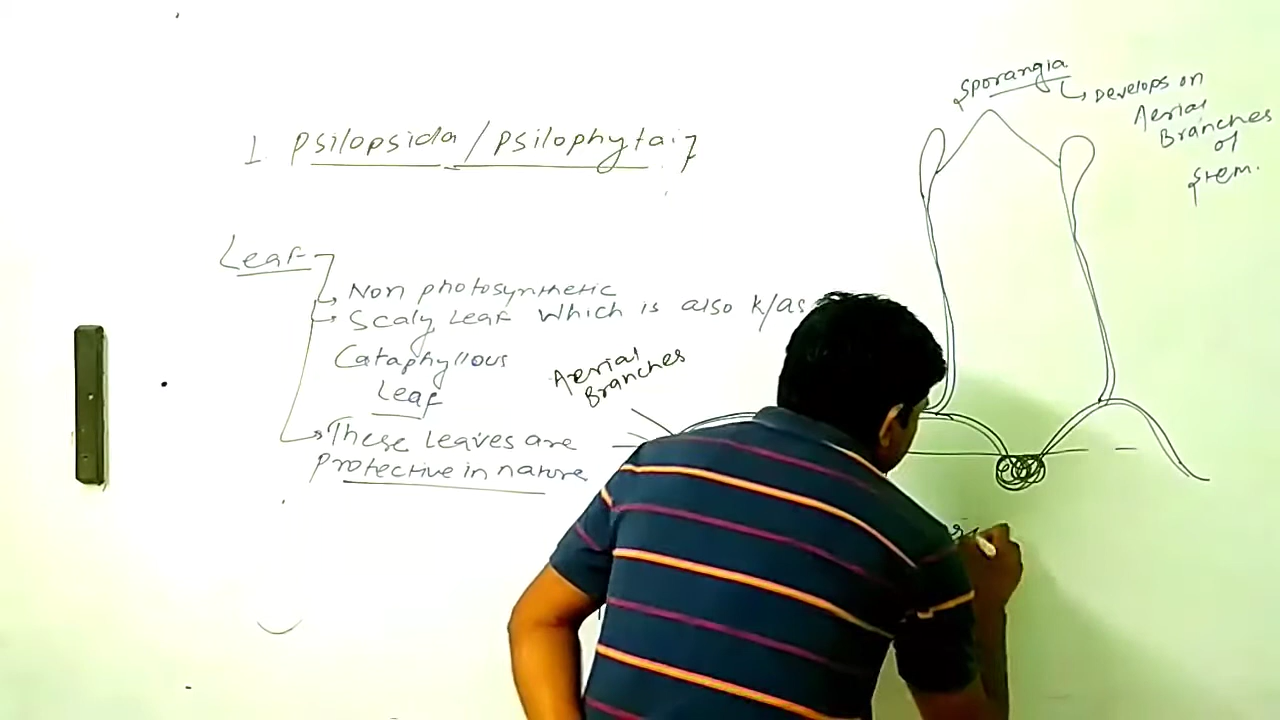 1. Psilopsida / Psilophyta:-
Leaf
Non photosynthetic
Scaly Leaf which is also k/as
Cataphyllous
Leaf
These Leaves are
Protective in nature
Aerial
Branches
Sporangia
Develops on
Aerial
Branches
of
Stem.